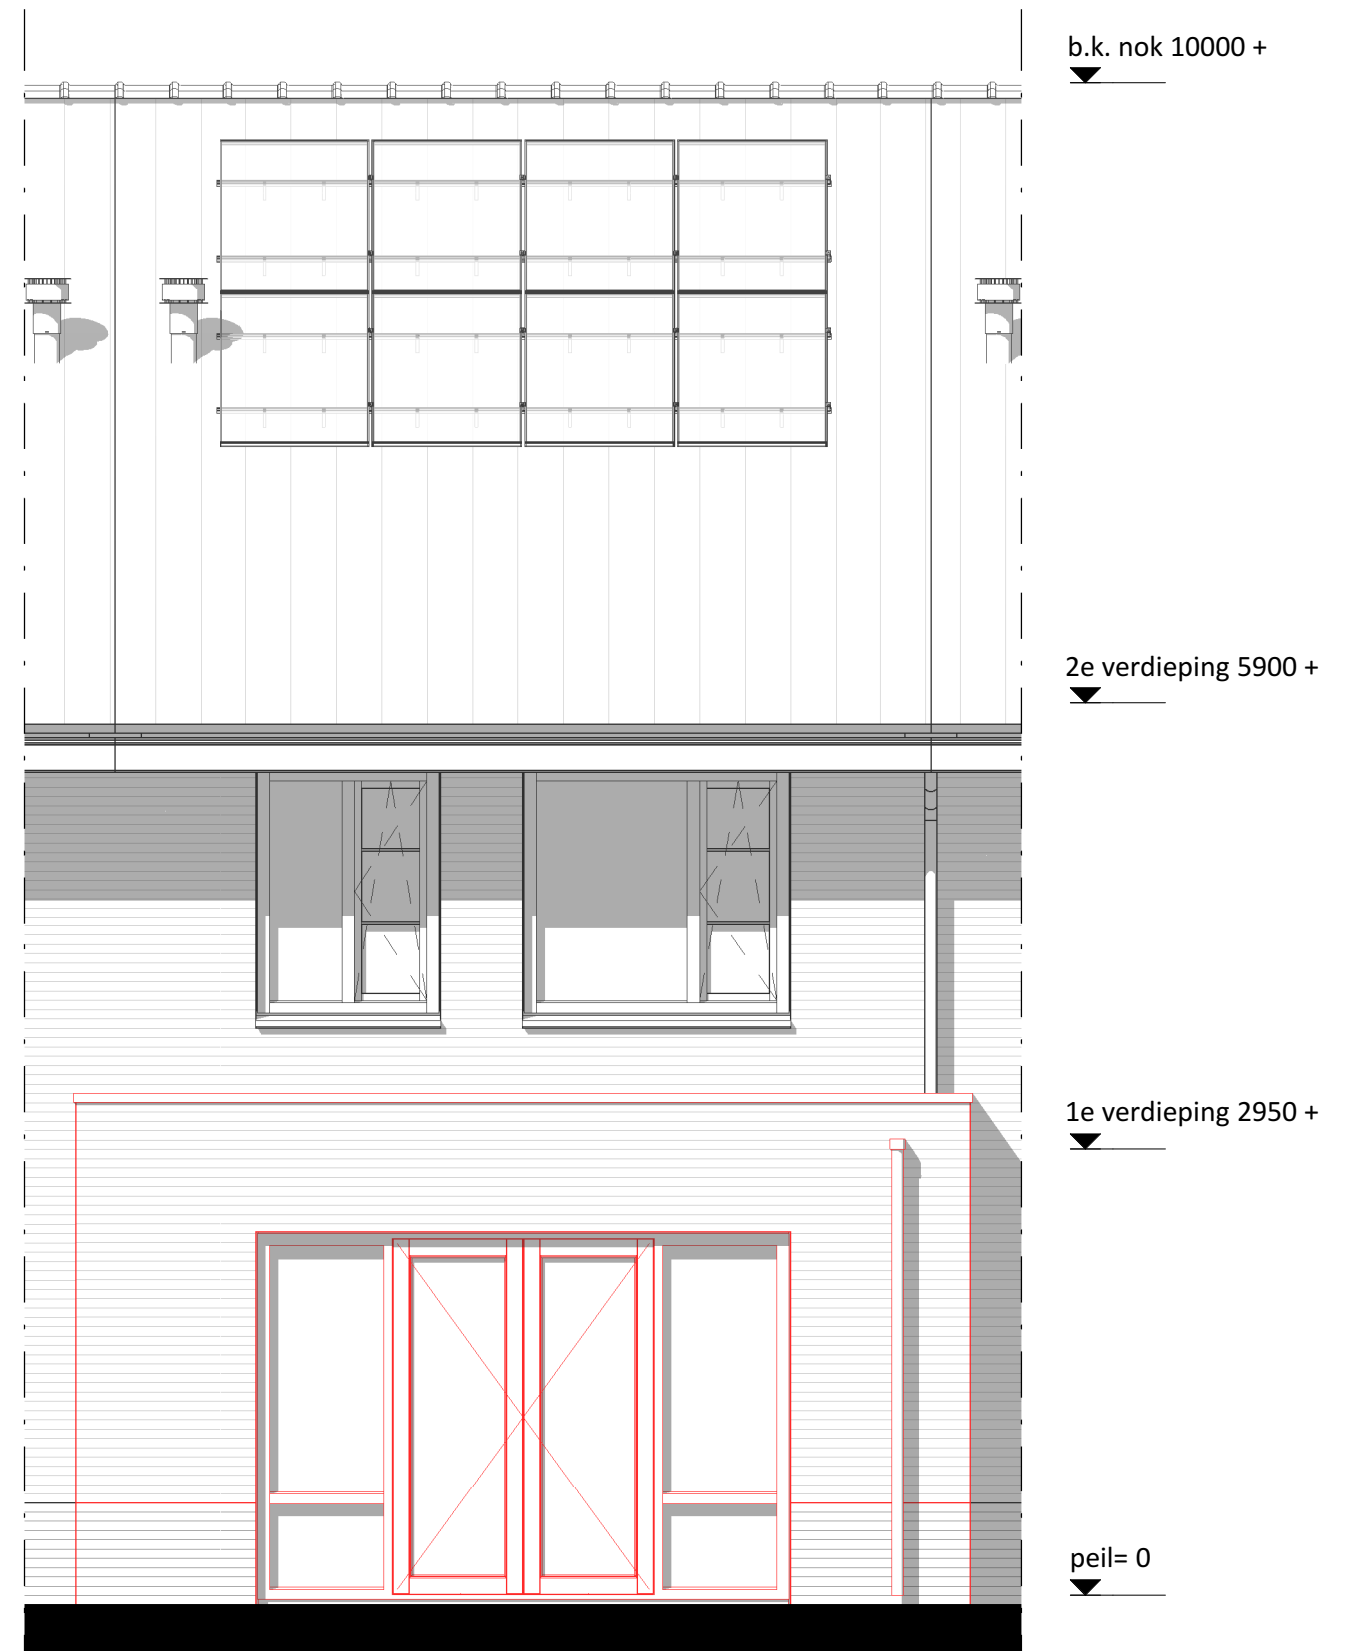 b.k. nok 10000 +
2e verdieping 5900 +
1e verdieping 2950 +
peil= 0